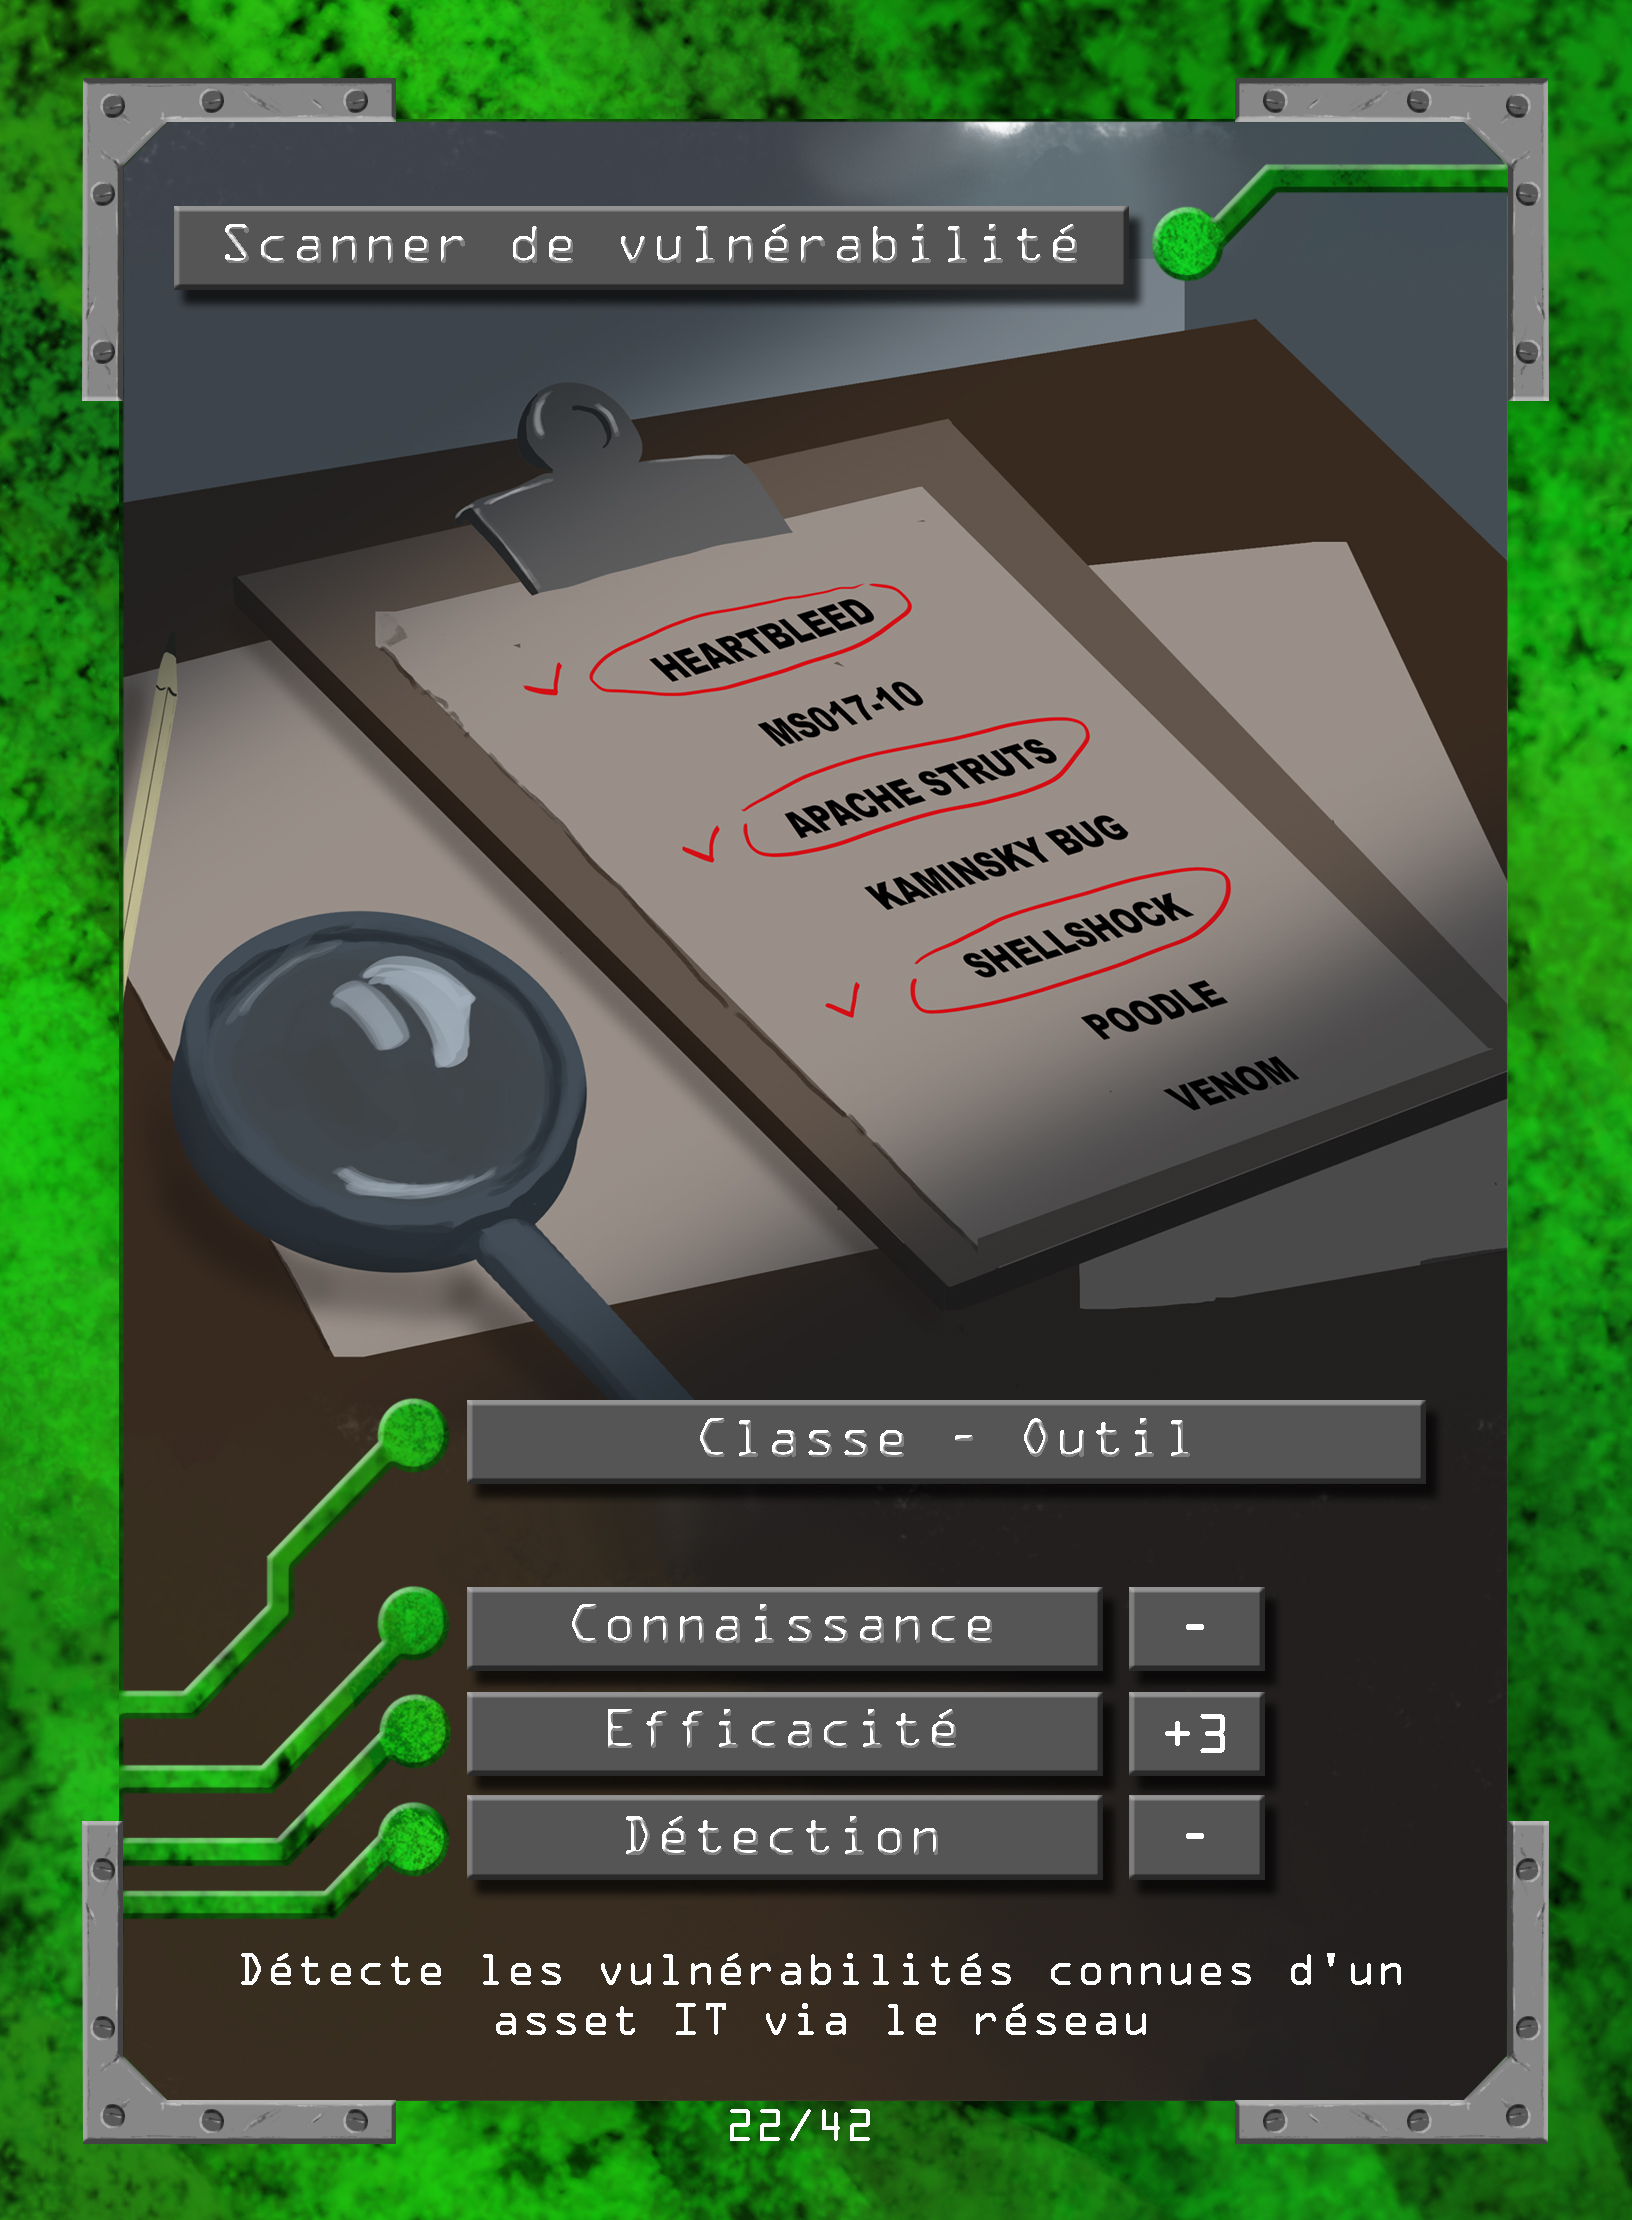 Scanner de vulnérabilité
HEARTBLEED
MS017-10
APACHE STRUTS
KAMINSKY BUG
SHELLSHOCK
POODLE
VENOM
Classe - Outil
Connaissance -
Efficacité +3
Détection -
Détecte les vulnérabilités connues d'un
asset IT via le réseau
22/42